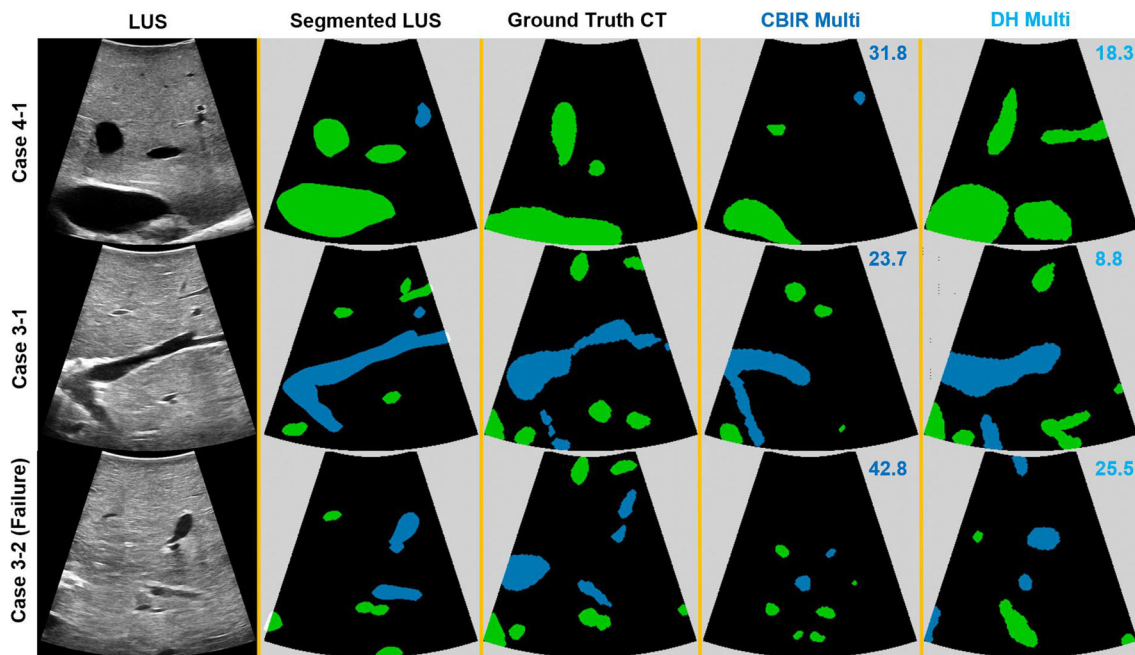 LUS Segmented LUS Ground Truth CT CBIR Multi DH Multi
Case 4-1 31.8 18.3
Case 3-1 23.7 8.8
Case 3-2 (Failure) 42.8 25.5